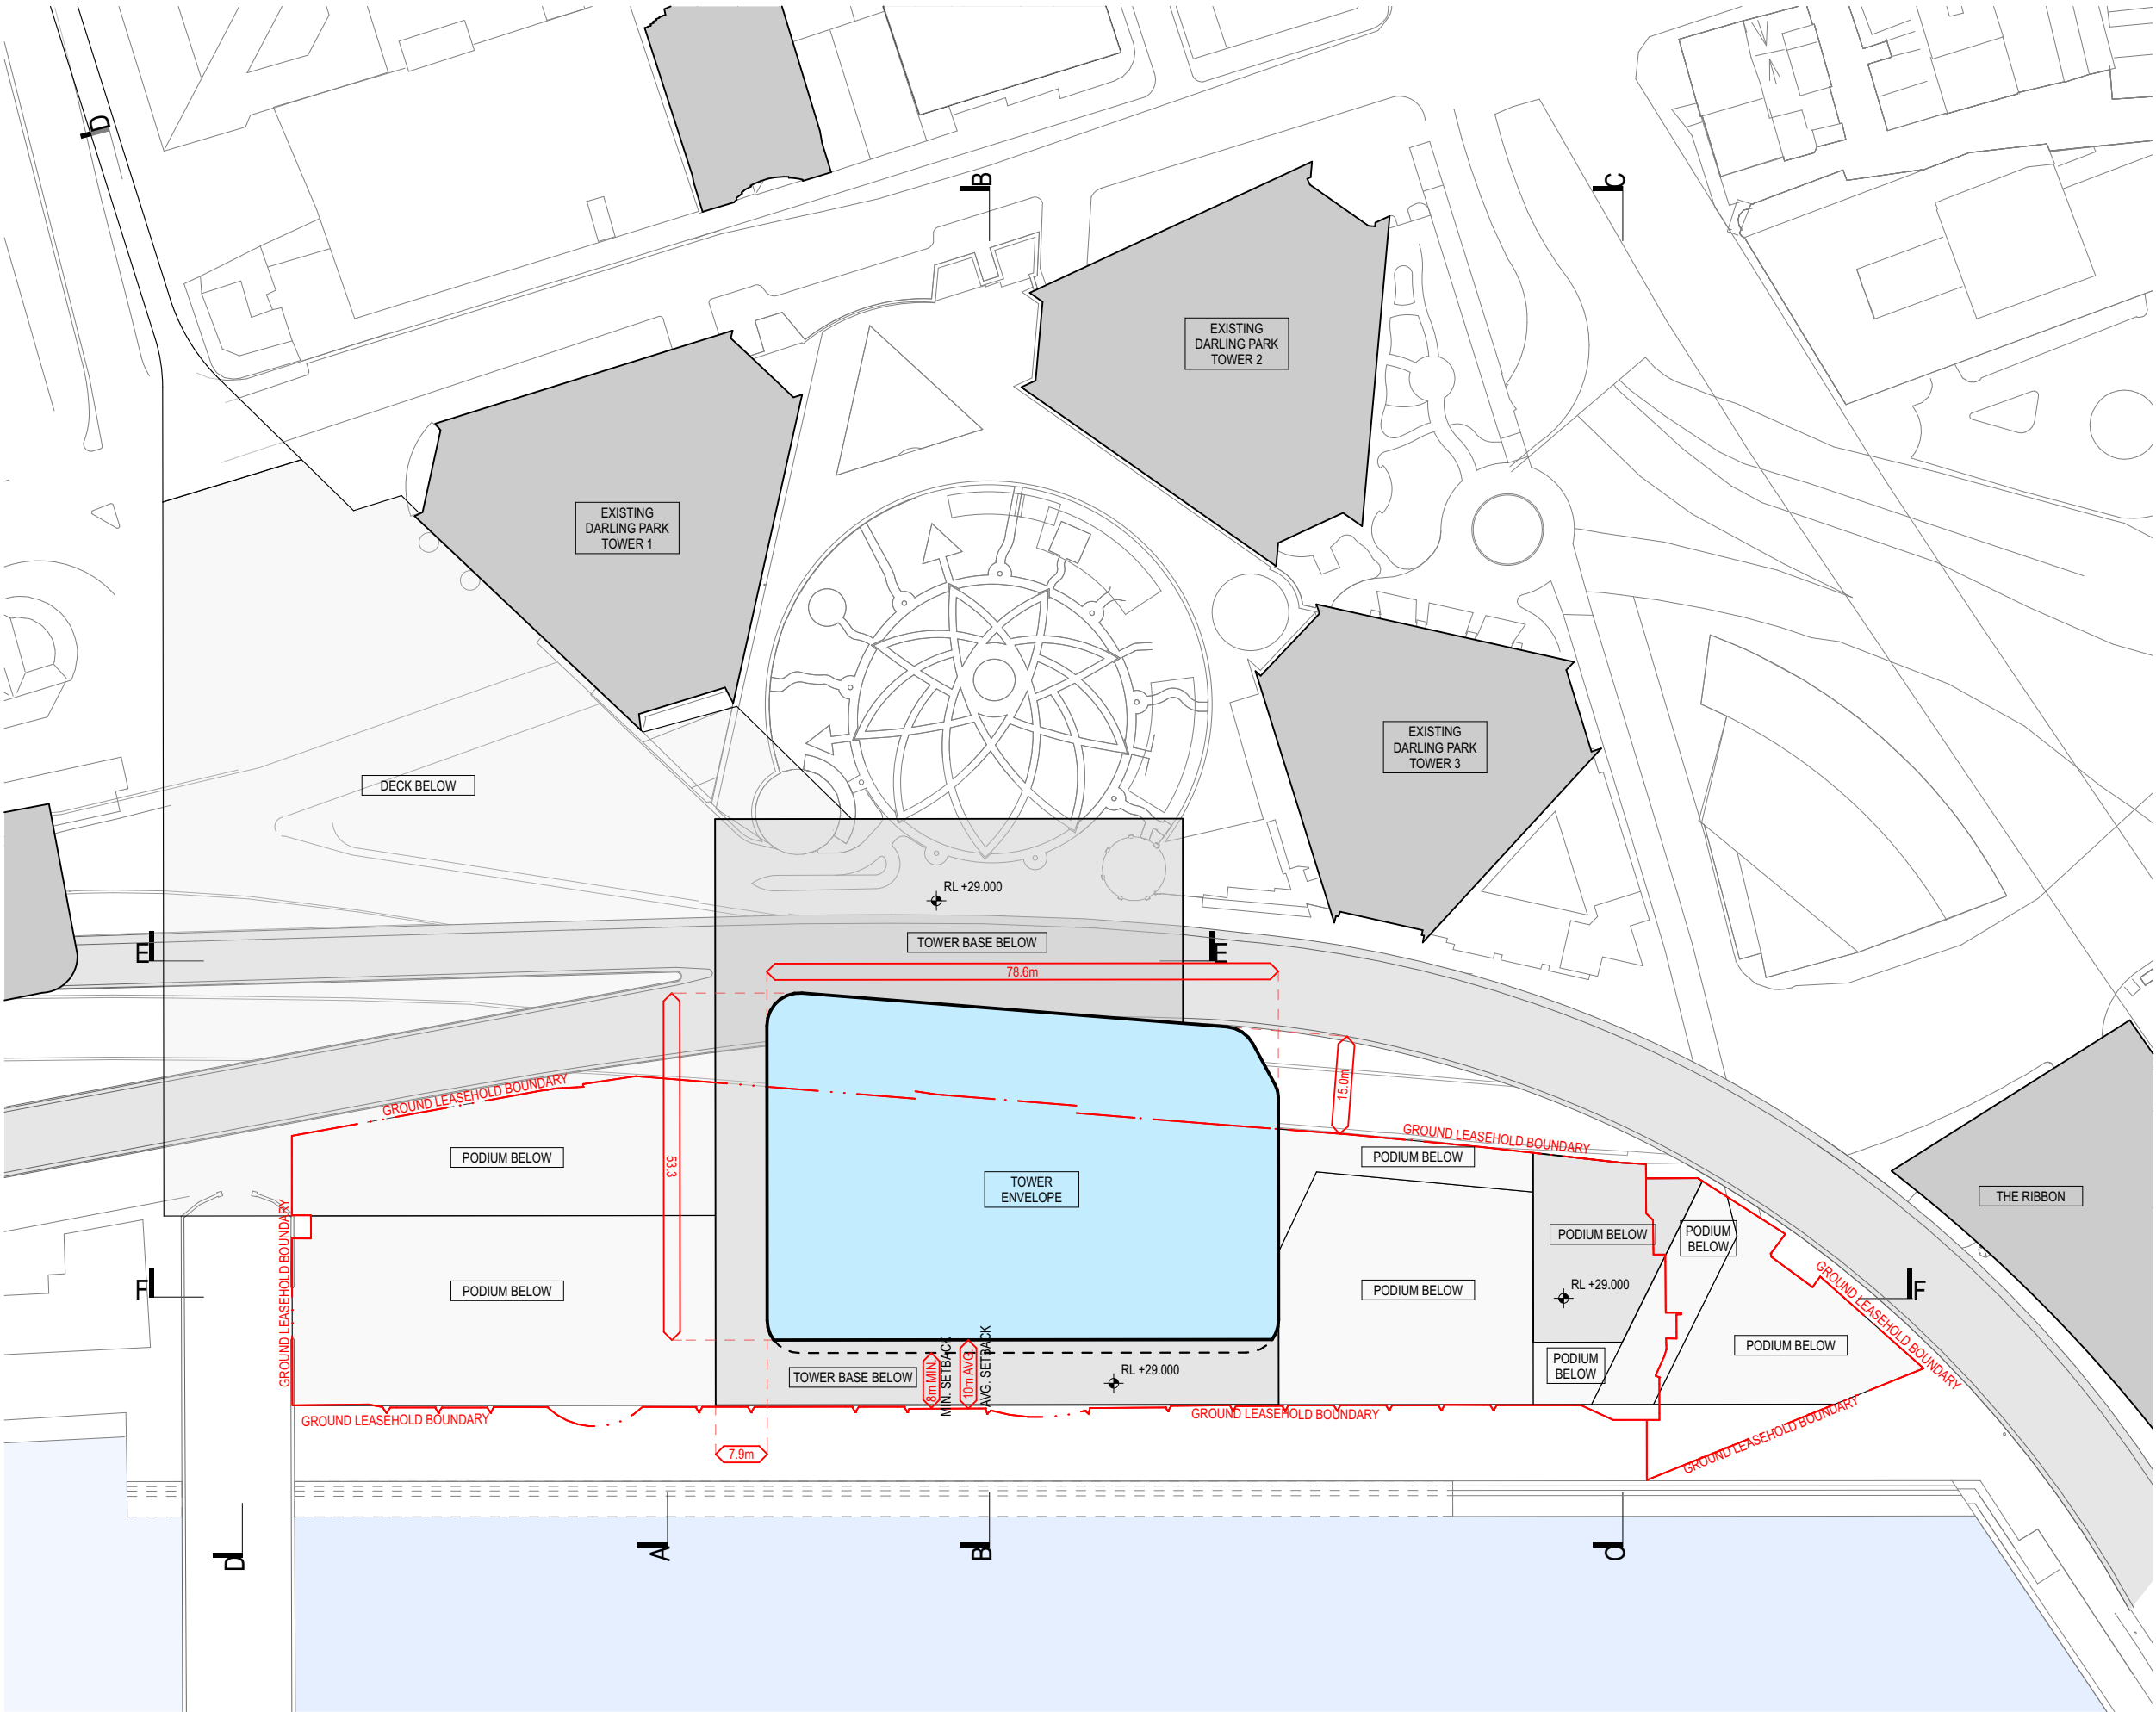 D
B
C
EXISTING
DARLING PARK
TOWER 2
EXISTING
DARLING PARK
TOWER 1
EXISTING
DARLING PARK
TOWER 3
DECK BELOW
RL +29.000
TOWER BASE BELOW
E
E
78.6m
15.0m
GROUND LEASEHOLD BOUNDARY
GROUND LEASEHOLD BOUNDARY
PODIUM BELOW
53.3
PODIUM BELOW
TOWER
ENVELOPE
THE RIBBON
GROUND LEASEHOLD BOUNDARY
PODIUM BELOW
PODIUM
BELOW
F
PODIUM BELOW
PODIUM BELOW
RL +29.000
F
GROUND LEASEHOLD BOUNDARY
PODIUM BELOW
PODIUM
BELOW
TOWER BASE BELOW
8m MIN.
MIN. SETBACK
10m AVG.
AVG. SETBACK
RL +29.000
GROUND LEASEHOLD BOUNDARY
GROUND LEASEHOLD BOUNDARY
GROUND LEASEHOLD BOUNDARY
7.9m
D
A
B
C